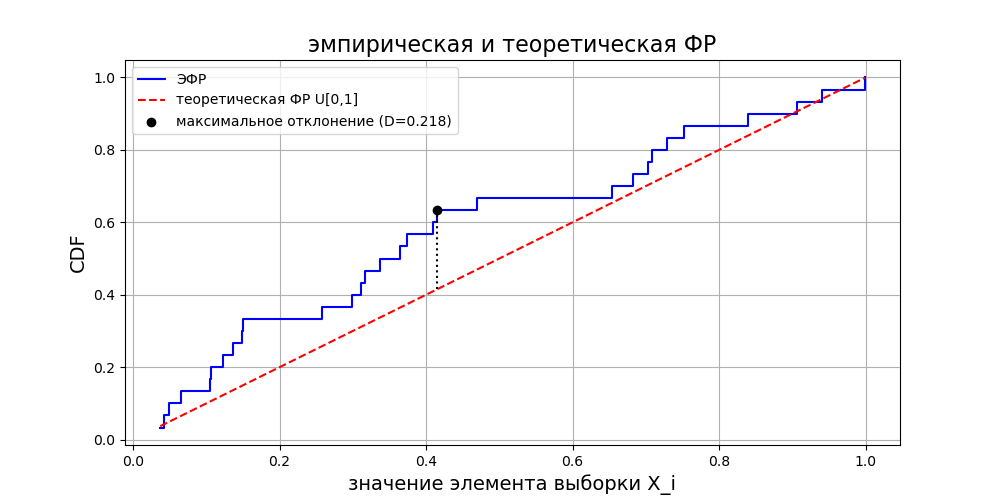 эмпирическая и теоретическая ФР
ЭФР
теоретическая ФР U[0,1]
максимальное отклонение (D=0.218)
CDF
1.0
0.8
0.6
0.4
0.2
0.0
0.0 0.2 0.4 0.6 0.8 1.0
значение элемента выборки X_i